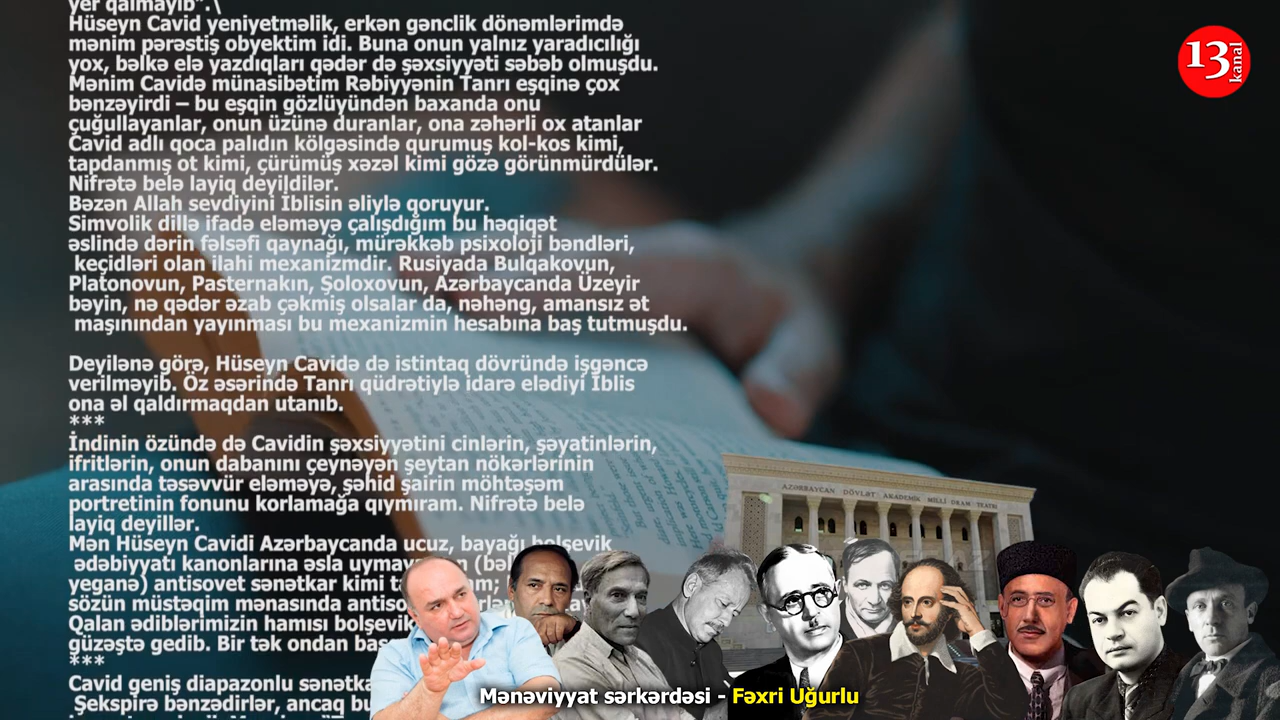 yer qalmayıb".\
Hüseyn Cavid yeniyetməlik, erkən gənclik dönəmlərimdə
mənim pərəstiş obyektim idi. Buna onun yalnız yaradıcılığı
yox, bəlkə elə yazdıqları qədər də şəxsiyyəti səbəb olmuşdu.
Mənim Cavidə münasibətim Rəbiyyənin Tanrı eşqinə çox
bənzəyirdi – bu eşqin gözlüyündən baxanda onu
çuğullayanlar, onun üzünə duranlar, ona zəhərli ox atanlar
Cavid adlı qoca palıdın kölgəsində qurumuş kol-kos kimi,
tapdanmış ot kimi, çürümüş xəzəl kimi gözə görünmürdülər.
Nifrətə belə layiq deyildilər.
Bəzən Allah sevdiyini İblisin əliylə qoruyur.
Simvolik dillə ifadə eləməyə çalışdığım bu həqiqət
əslində dərin fəlsəfi qaynağı, mürəkkəb psixoloji bəndləri,
keçidləri olan ilahi mexanizmdir. Rusiyada Bulqakovun,
Platonovun, Pasternakın, Şoloxovun, Azərbaycanda Üzeyir
bəyin, nə qədər əzab çəkmiş olsalar da, nəhəng, amansız ət
maşınından yayınması bu mexanizmin hesabına baş tutmuşdu.
Deyilənə görə, Hüseyn Cavidə də istintaq dövründə işgəncə
verilməyib. Öz əsərində Tanrı qüdrətiylə idarə elədiyi İblis
ona əl qaldırmaqdan utanıb.
***
İndinin özündə də Cavidin şəxsiyyətini cinlərin, şəyatinlərin,
ifritlərin, onun dabanını çeynəyən şeytan nökərlərinin
arasında təsəvvür eləməyə, şəhid şairin möhtəşəm
portretinin fonunu korlamağa qıymıram. Nifrətə belə
layiq deyillər.
Mən Hüseyn Cavidi Azərbaycanda ucuz, bayağı bolşevik
ədəbiyyatı kanonlarına əsla
yeganə) antisovet sənətkar kimi
sözün müstəqim mənasında
Qalan ədiblərimizin hamısı
güzəştə gedib. Bir tək ondan
***
Cavid geniş diapazonlu
Şekspirə bənzədirlər, ancaq
13
kanal
AZƏRBAYCAN DÖVLƏT AKADEMİK MİLLİ DRAM TEATRI
Mənəviyyat sərkərdəsi - Fəxri Uğurlu